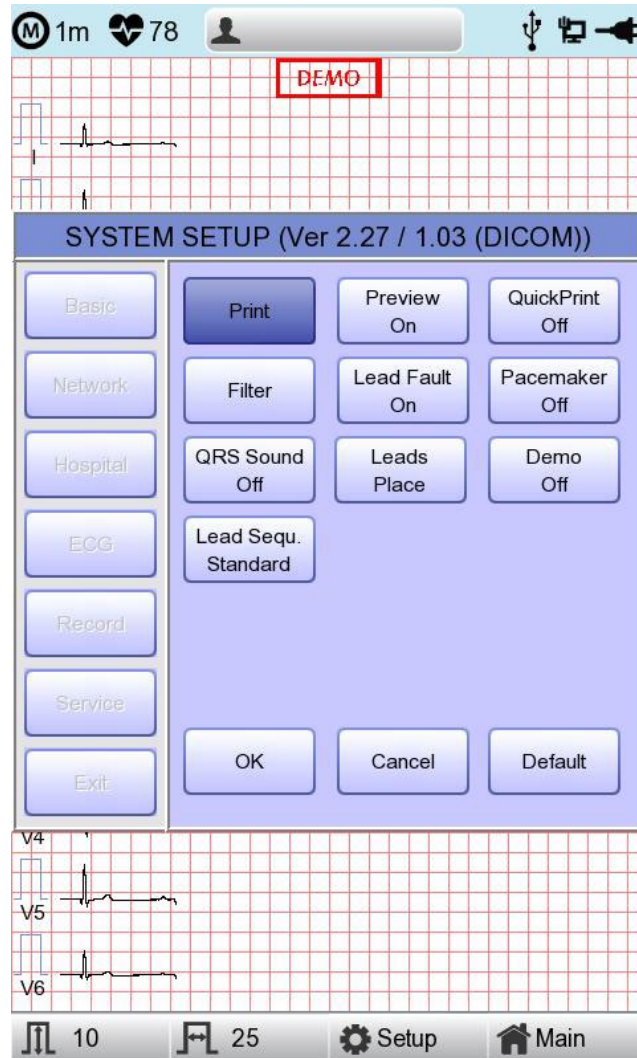 M 1m 78
DEMO
I
SYSTEM SETUP (Ver 2.27 / 1.03 (DICOM))
Basic
Network
Hospital
ECG
Record
Service
Exit
Print
Preview
On
QuickPrint
Off
Filter
Lead Fault
On
Pacemaker
Off
QRS Sound
Off
Leads
Place
Demo
Off
Lead Sequ.
Standard
OK
Cancel
Default
V4
V5
V6
10
25
Setup
Main